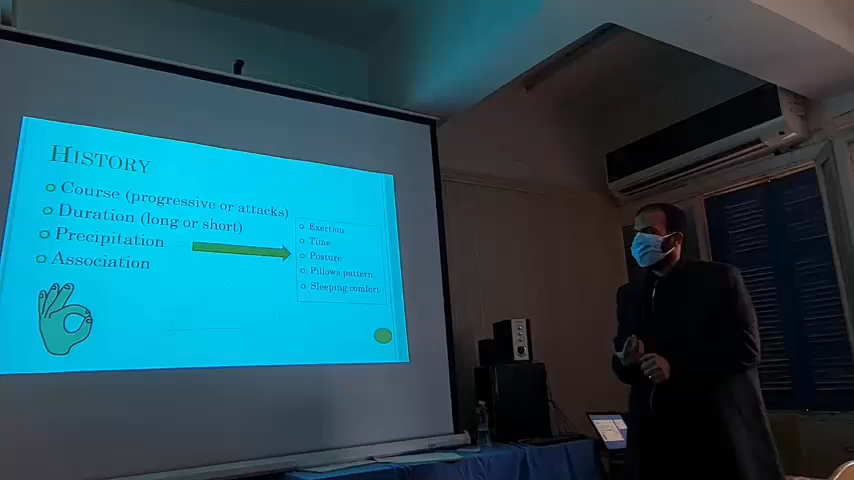 HISTORY
Course (progressive or attacks)
Duration (long or short)
Precipitation
Association
Exertion
Time
Posture
Pillows pattern
Sleeping comfort